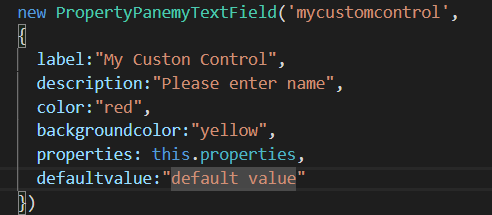 new PropertyPanemyTextField('mycustomcontrol',
{
label:"My Custon Control",
description:"Please enter name",
color:"red",
backgroundcolor:"yellow",
properties: this.properties,
defaultvalue:"default value"
})